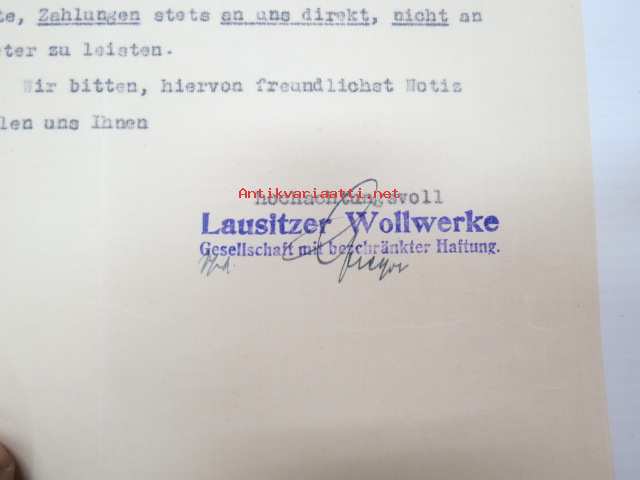 te, Zahlungen stets an uns direkt, nicht an
eter zu leisten.
Wir bitten, hiervon freundlichst Notiz
len uns Ihnen
Antikvariaatti.net
Hochachtungsvoll
Lausitzer Wollwerke
Gesellschaft mit beschränkter Haftung.